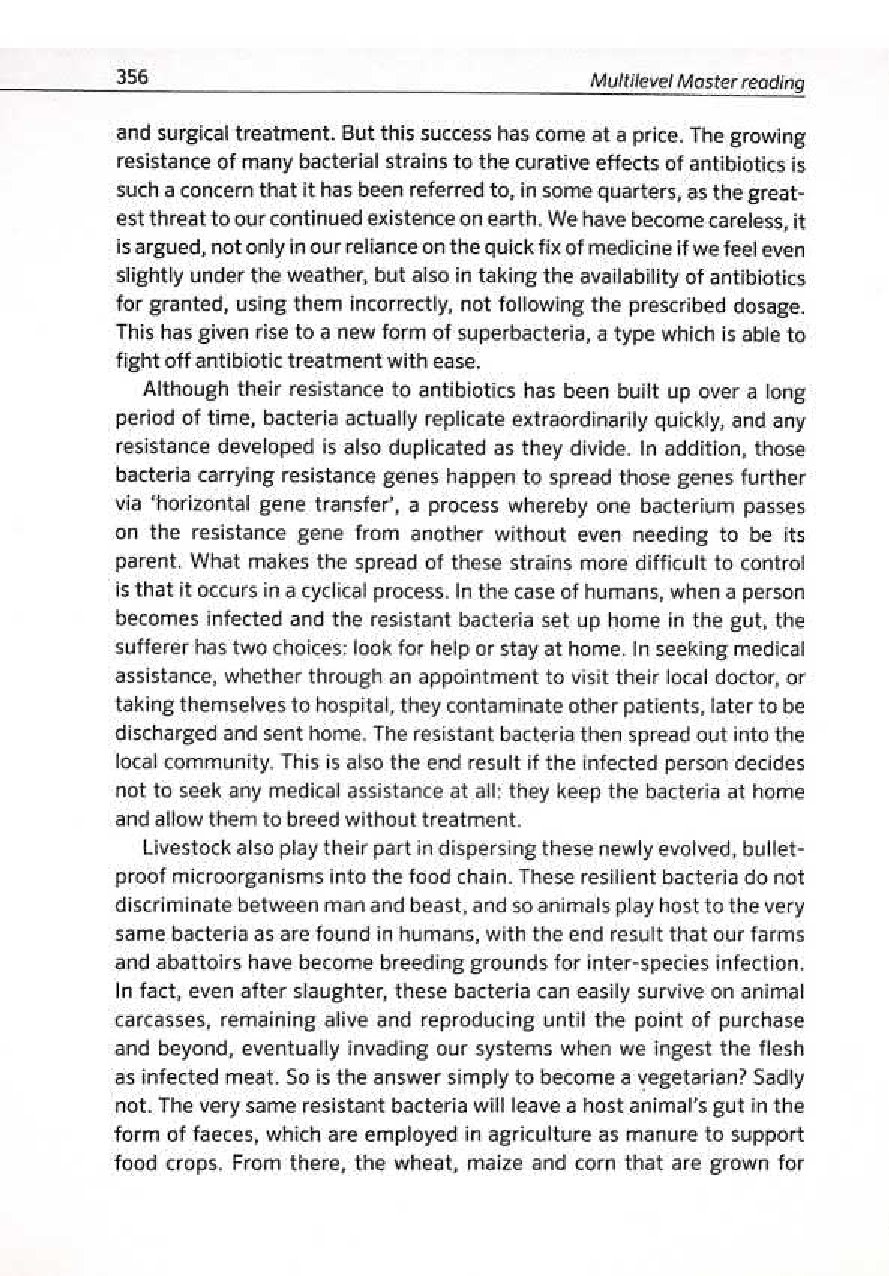 356
Multilevel Master reading
and surgical treatment. But this success has come at a price. The growing
resistance of many bacterial strains to the curative effects of antibiotics is
such a concern that it has been referred to, in some quarters, as the great-
est threat to our continued existence on earth. We have become careless, it
is argued, not only in our reliance on the quick fix of medicine if we feel even
slightly under the weather, but also in taking the availability of antibiotics
for granted, using them incorrectly, not following the prescribed dosage.
This has given rise to a new form of superbacteria, a type which is able to
fight off antibiotic treatment with ease.
Although their resistance to antibiotics has been built up over a long
period of time, bacteria actually replicate extraordinarily quickly, and any
resistance developed is also duplicated as they divide. In addition, those
bacteria carrying resistance genes happen to spread those genes further
via 'horizontal gene transfer', a process whereby one bacterium passes
on the resistance gene from another without even needing to be its
parent. What makes the spread of these strains more difficult to control
is that it occurs in a cyclical process. In the case of humans, when a person
becomes infected and the resistant bacteria set up home in the gut, the
sufferer has two choices: look for help or stay at home. In seeking medical
assistance, whether through an appointment to visit their local doctor, or
taking themselves to hospital, they contaminate other patients, later to be
discharged and sent home. The resistant bacteria then spread out into the
local community. This is also the end result if the infected person decides
not to seek any medical assistance at all: they keep the bacteria at home
and allow them to breed without treatment.
Livestock also play their part in dispersing these newly evolved, bullet-
proof microorganisms into the food chain. These resilient bacteria do not
discriminate between man and beast, and so animals play host to the very
same bacteria as are found in humans, with the end result that our farms
and abattoirs have become breeding grounds for inter-species infection.
In fact, even after slaughter, these bacteria can easily survive on animal
carcasses, remaining alive and reproducing until the point of purchase
and beyond, eventually invading our systems when we ingest the flesh
as infected meat. So is the answer simply to become a vegetarian? Sadly
not. The very same resistant bacteria will leave a host animal's gut in the
form of faeces, which are employed in agriculture as manure to support
food crops. From there, the wheat, maize and corn that are grown for